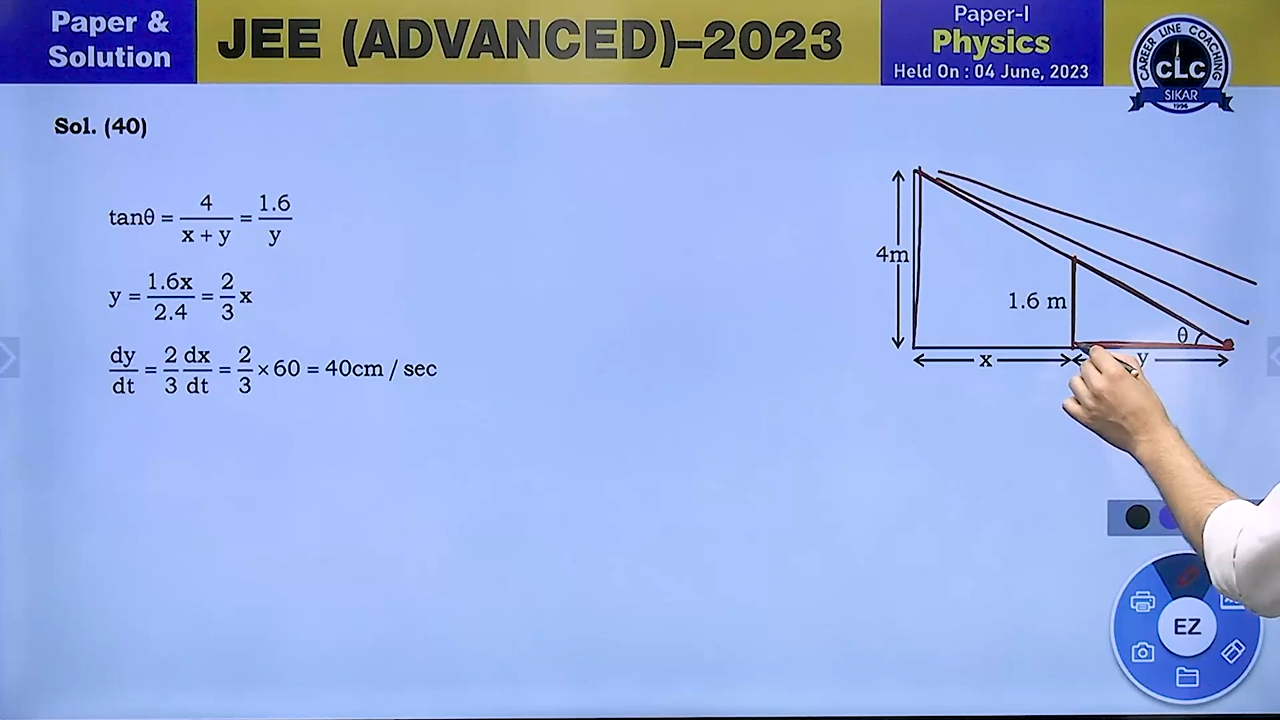 Paper &
Solution
JEE (ADVANCED)–2023
Paper-I
Physics
Held On : 04 June, 2023
CAREER LINE COACHING
CLC
SIKAR
1996
Sol. (40)
tanθ = 4/(x + y) = 1.6/y
y = 1.6x/2.4 = 2/3 x
dy/dt = 2/3 dx/dt = 2/3 × 60 = 40cm / sec
4m
1.6 m
θ
x
y
EZ